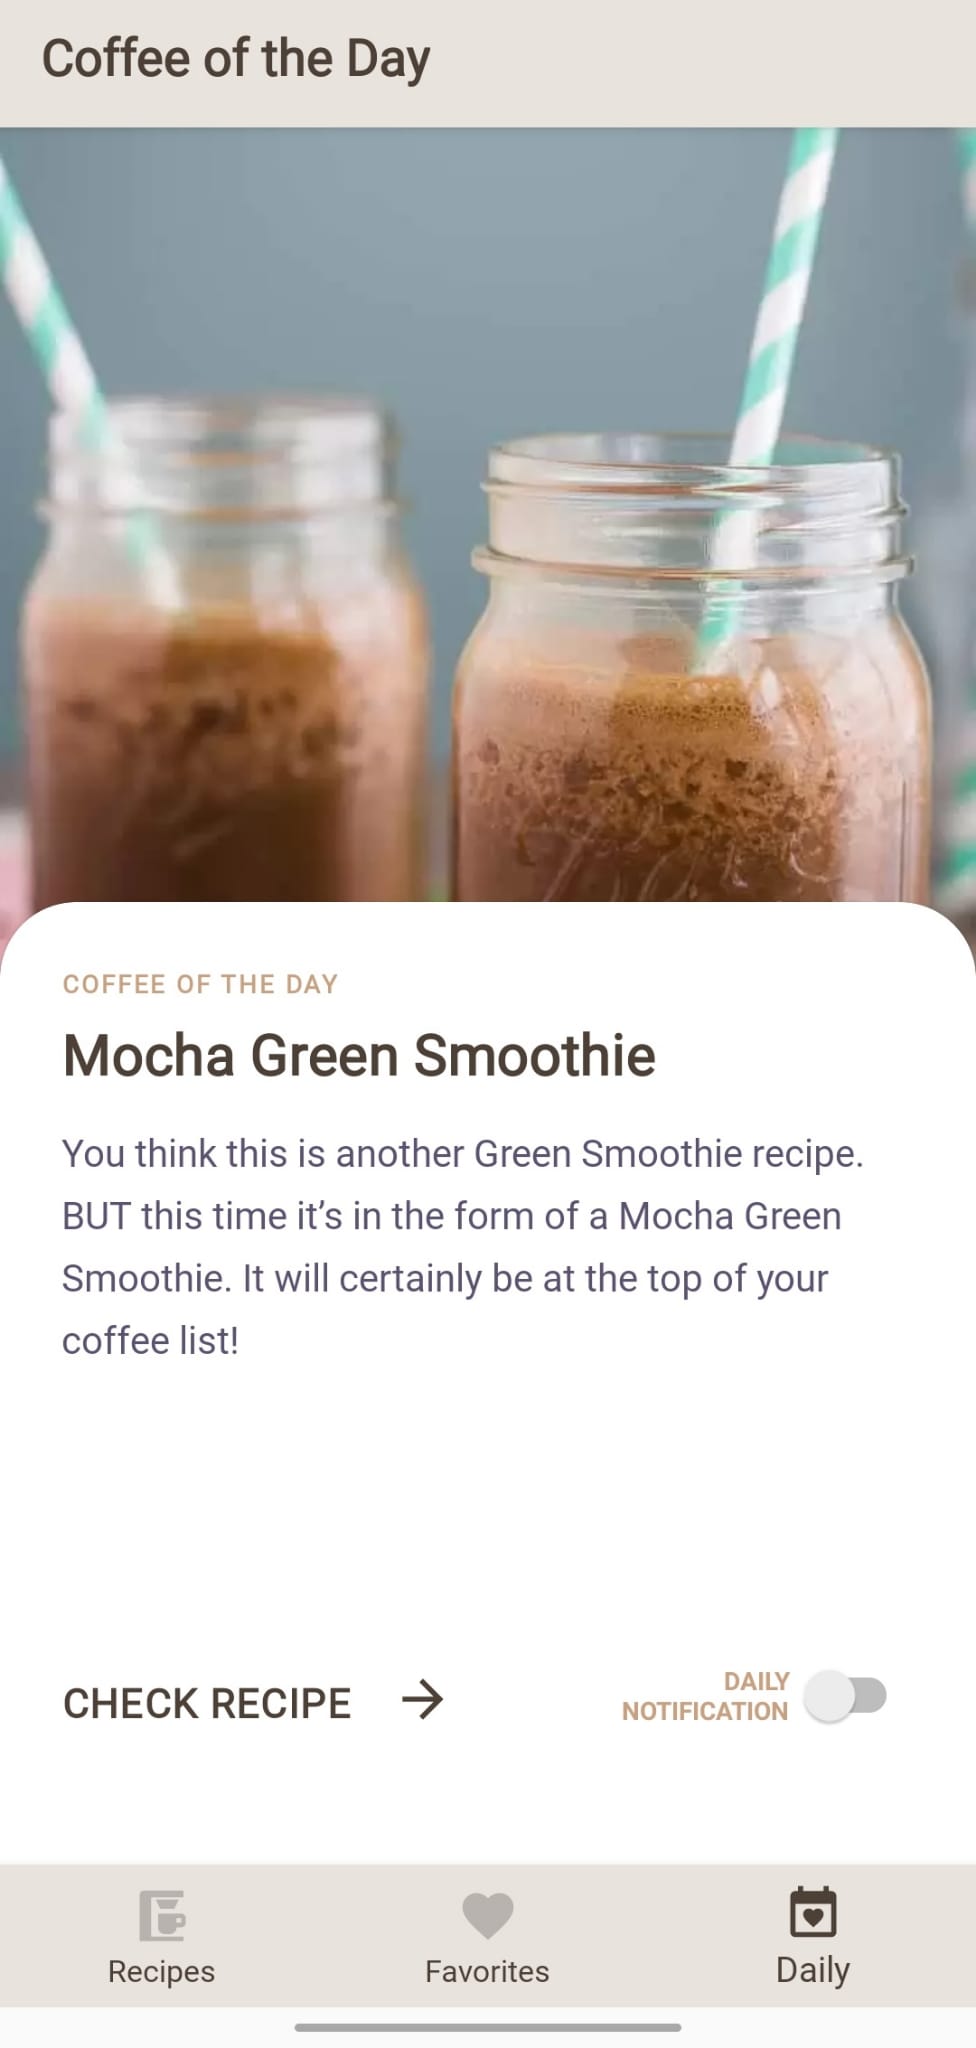 Coffee of the Day
COFFEE OF THE DAY
Mocha Green Smoothie
You think this is another Green Smoothie recipe.
BUT this time it’s in the form of a Mocha Green
Smoothie. It will certainly be at the top of your
coffee list!
CHECK RECIPE
DAILY
NOTIFICATION
Recipes
Favorites
Daily